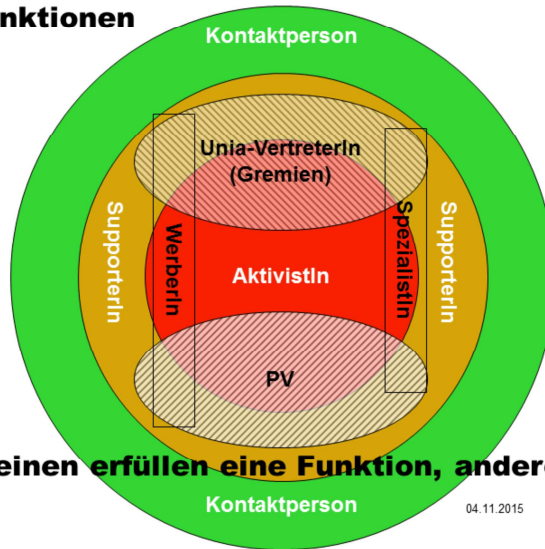 nktionen
Kontaktperson
Unia-VertreterIn
(Gremien)
SupporterIn
WerberIn
AktivistIn
SpezialistIn
SupporterIn
PV
einen erfüllen eine Funktion, ander
Kontaktperson
04.11.2015